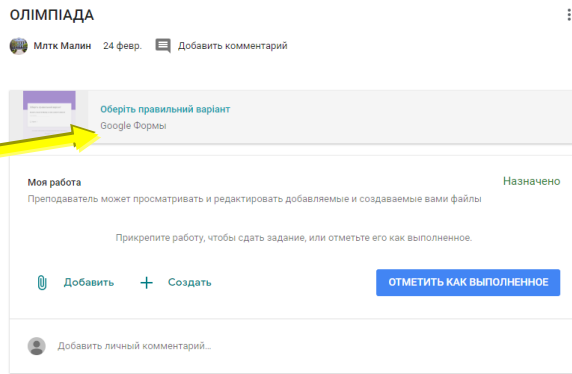 ОЛІМПІАДА
Млтк Малин 24 февр. Добавить комментарий
Оберіть правильний варіант
Google Формы
Моя работа Назначено
Преподаватель может просматривать и редактировать добавляемые и создаваемые вами файлы
Прикрепите работу, чтобы сдать задание, или отметьте его как выполненное.
Добавить Создать ОТМЕТИТЬ КАК ВЫПОЛНЕННОЕ
Добавить личный комментарий...